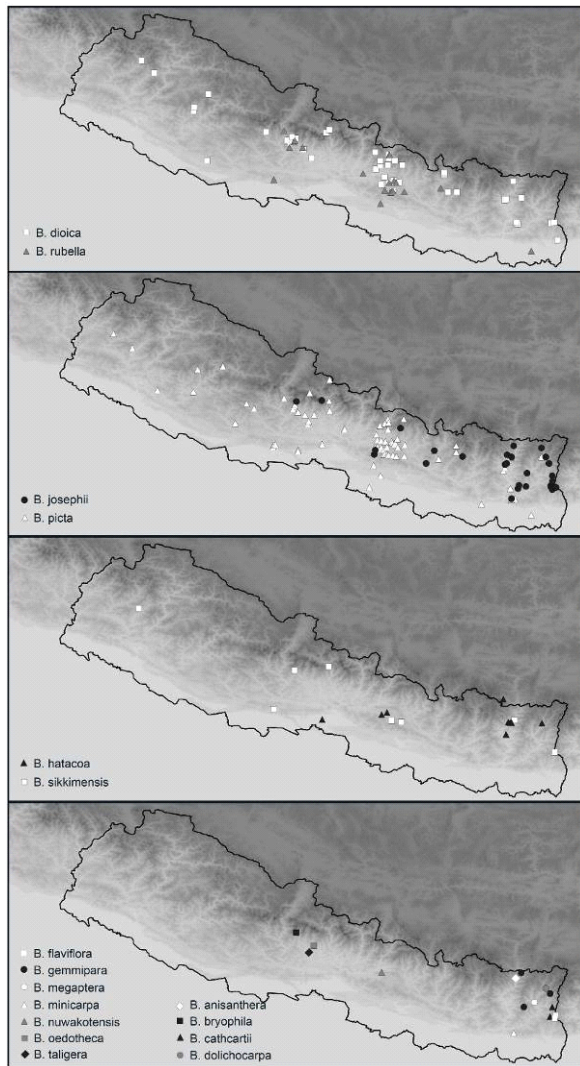 B. dioica
B. rubella
B. josephii
B. picta
B. hatacoa
B. sikkimensis
B. flaviflora
B. gemmipara
B. megaptera
B. minicarpa
B. nuwakotensis
B. oedotheca
B. taligera
B. anisanthera
B. bryophila
B. cathcartii
B. dolichocarpa